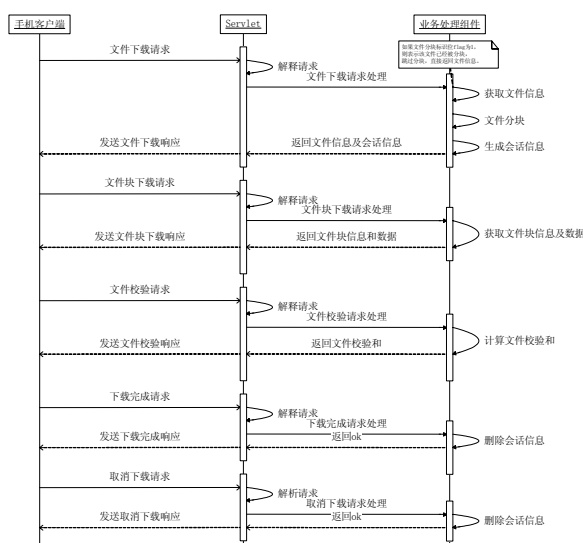 手机客户端
Servlet
业务处理组件
如果文件分块标识位flag为1,
则表示该文件已经被分块,
跳过分块, 直接返回文件信息。
文件下载请求
解释请求
文件下载请求处理
获取文件信息
文件分块
发送文件下载响应
返回文件信息及会话信息
生成会话信息
文件块下载请求
解释请求
文件块下载请求处理
发送文件块下载响应
返回文件块信息和数据
获取文件块信息及数据
文件校验请求
解释请求
文件校验请求处理
发送文件校验响应
返回文件校验和
计算文件校验和
下载完成请求
解释请求
下载完成请求处理
发送下载完成响应
返回ok
删除会话信息
取消下载请求
解析请求
取消下载请求处理
发送取消下载响应
返回ok
删除会话信息